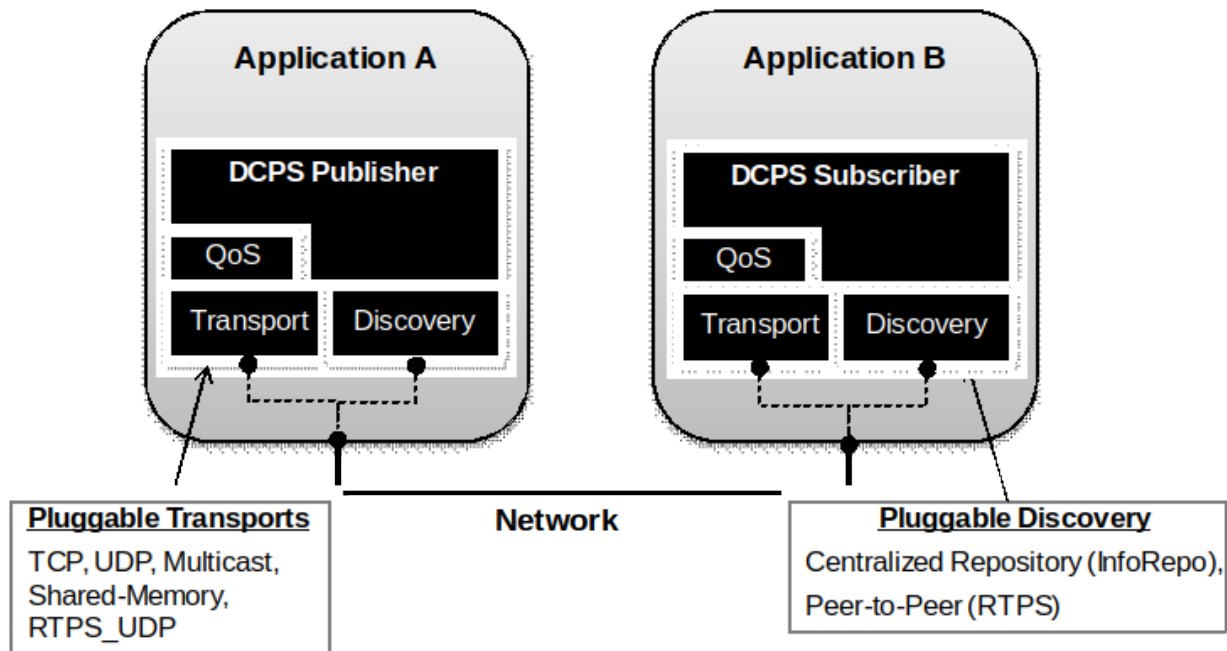 Application A
Application B
DCPS Publisher
DCPS Subscriber
QoS
QoS
Transport
Discovery
Transport
Discovery
Network
Pluggable Transports
TCP, UDP, Multicast,
Shared-Memory,
RTPS_UDP
Pluggable Discovery
Centralized Repository (InfoRepo),
Peer-to-Peer (RTPS)